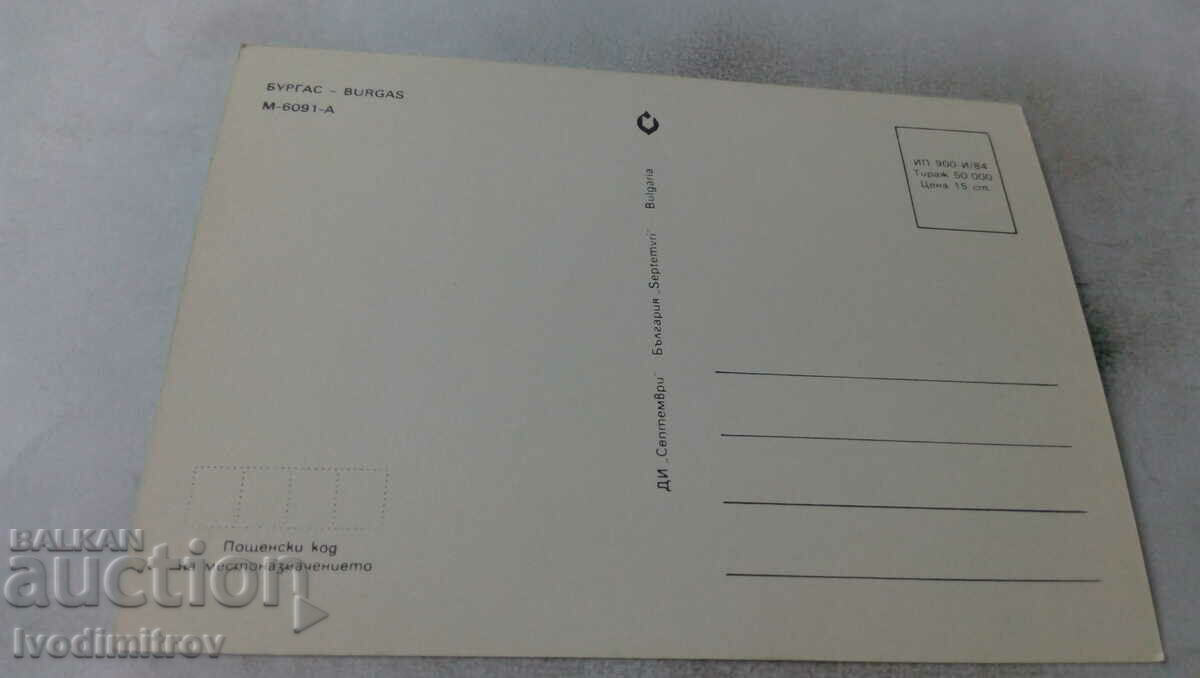 БУРГАС - BURGAS
М-6091-А
ИП 900-И/84
Тираж 50 000
Цена 15 ст.
ДИ „Септември" България „Septemvri" Bulgaria
Пощенски код
на местоназначението
BALKAN
auction
Ivodimitrov